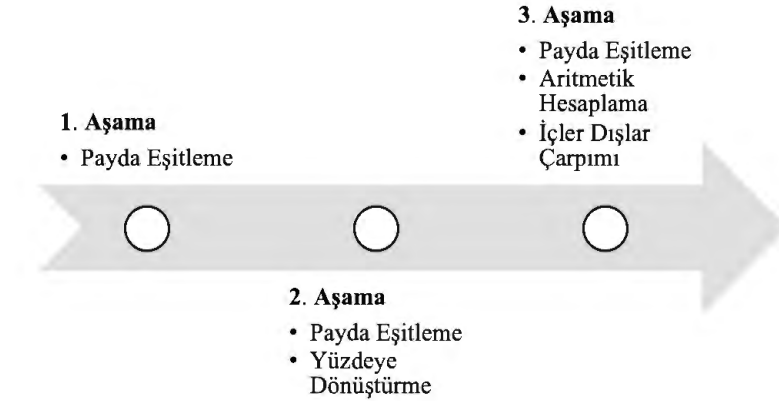 1. Aşama
• Payda Eşitleme
2. Aşama
• Payda Eşitleme
• Yüzdeye
Dönüştürme
3. Aşama
• Payda Eşitleme
• Aritmetik
Hesaplama
• İçler Dışlar
Çarpımı